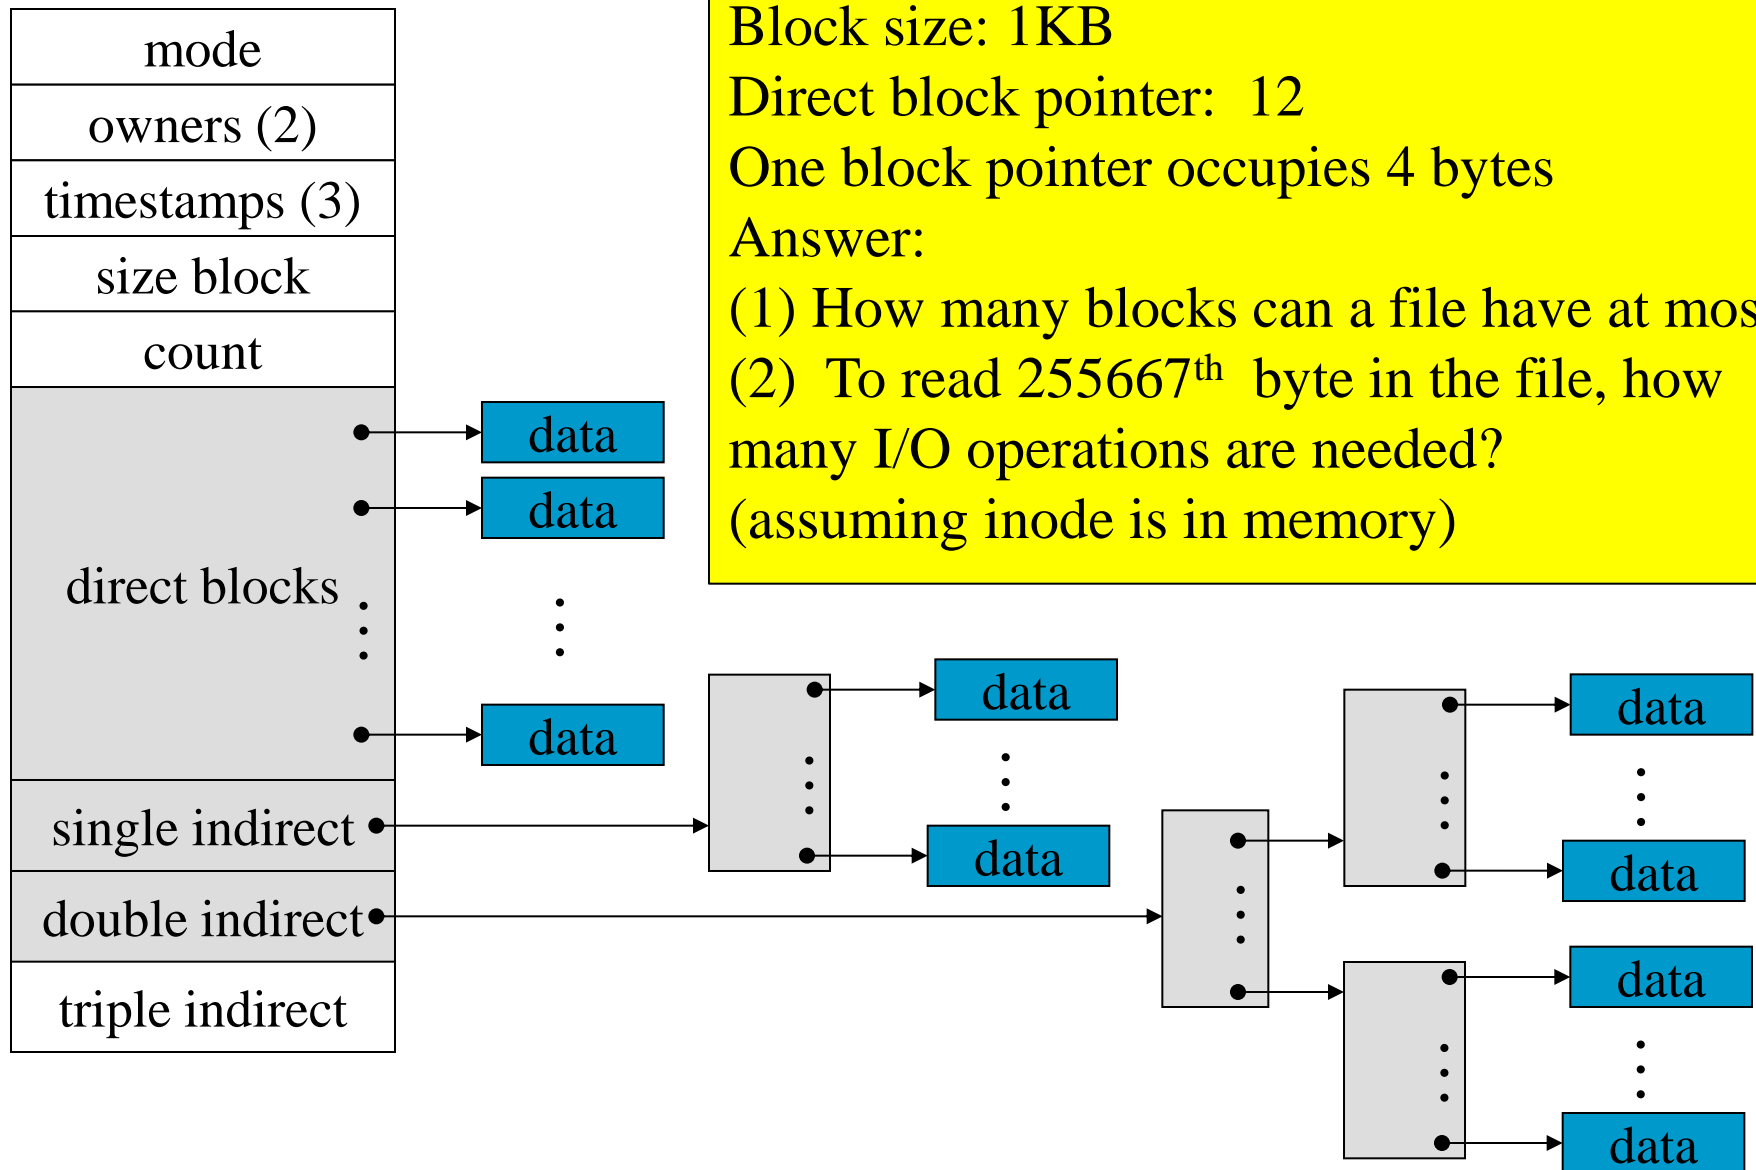 mode
owners (2)
timestamps (3)
size block
count
direct blocks
single indirect
double indirect
triple indirect
data
data
data
data
data
data
data
data
data
Block size: 1KB
Direct block pointer: 12
One block pointer occupies 4 bytes
Answer:
(1) How many blocks can a file have at mos
(2) To read 255667th byte in the file, how
many I/O operations are needed?
(assuming inode is in memory)